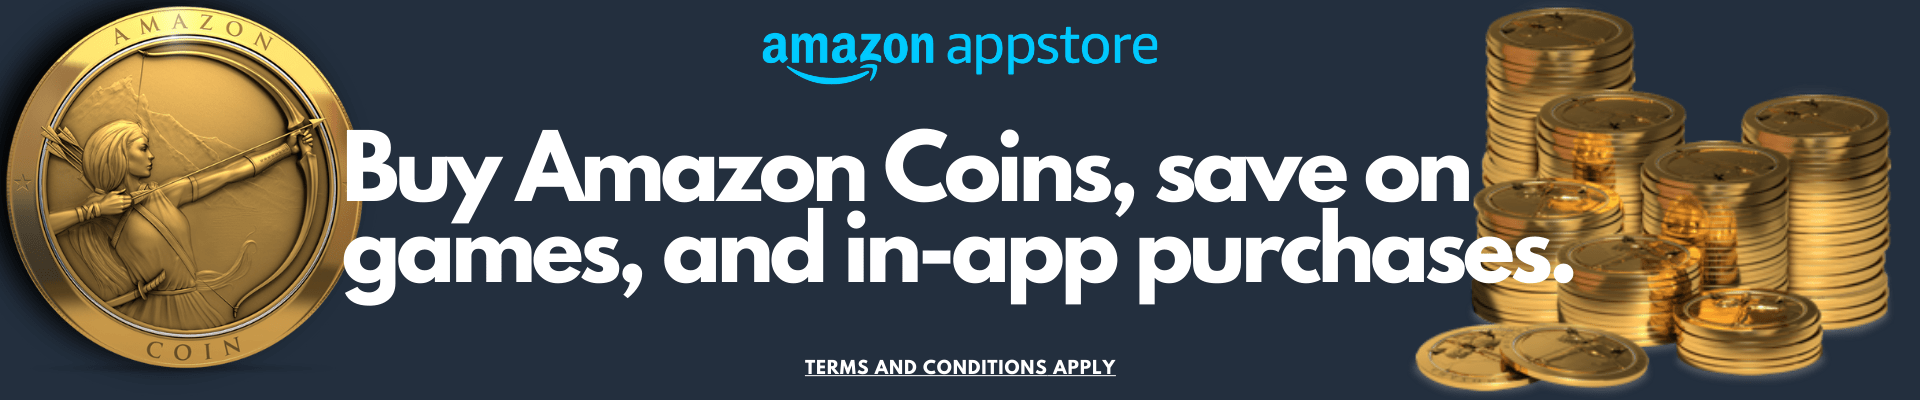 AMAZON
COIN
amazon appstore
Buy Amazon Coins, save on
games, and in-app purchases.
TERMS AND CONDITIONS APPLY